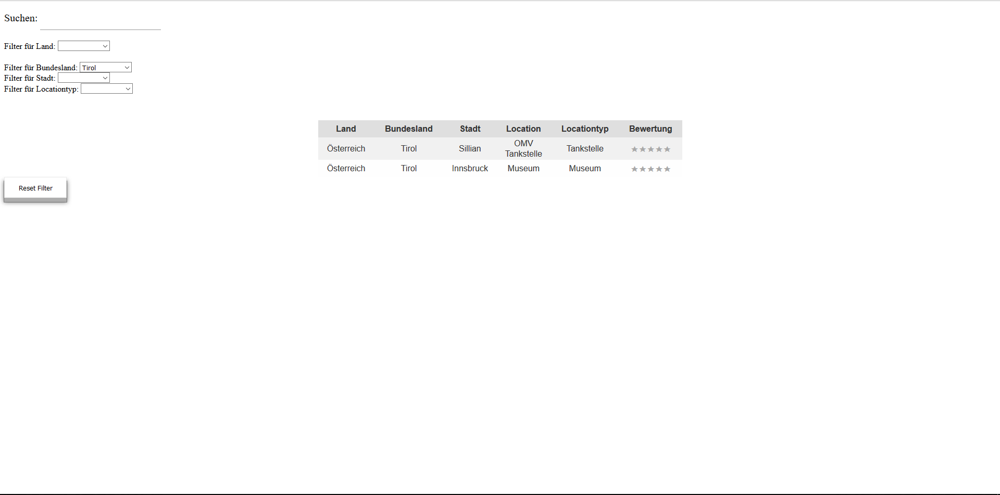 Suchen:
Filter für Land:
Filter für Bundesland: Tirol
Filter für Stadt:
Filter für Locationtyp:
Land Bundesland Stadt Location Locationtyp Bewertung
Österreich Tirol Sillian OMV Tankstelle Tankstelle ★★★★★
Österreich Tirol Innsbruck Museum Museum ★★★★★
Reset Filter